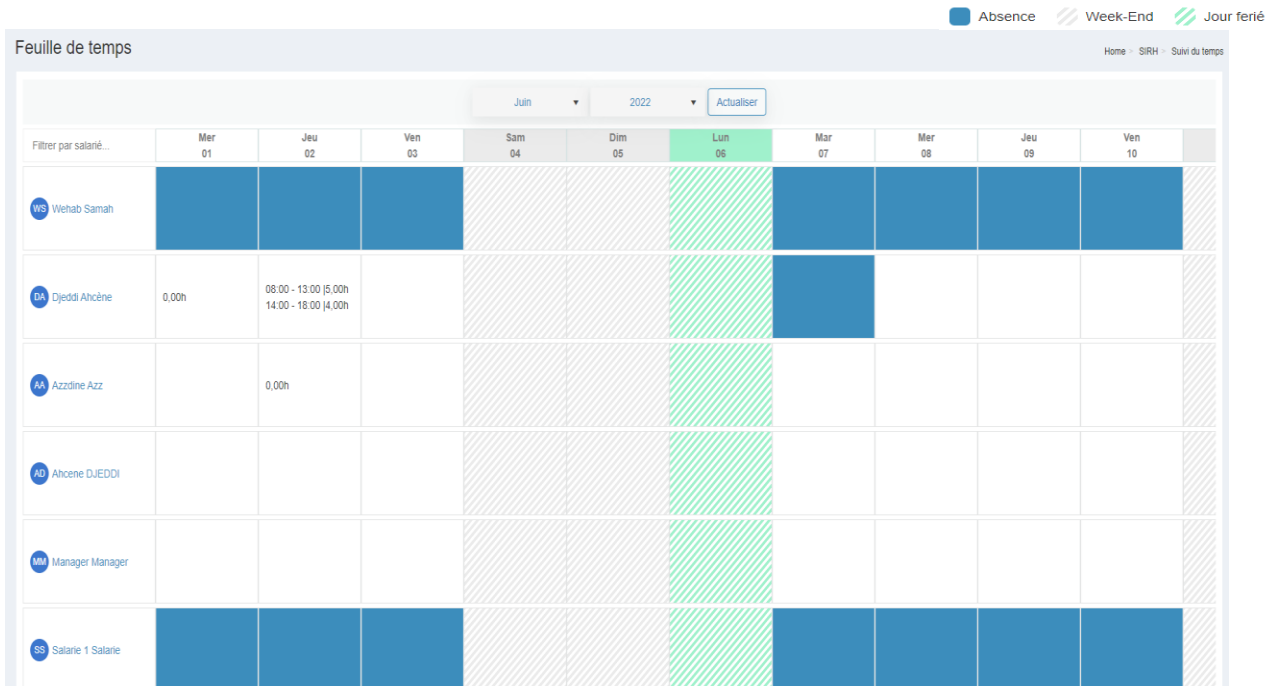 Absence Week-End Jour ferié
Feuille de temps
Home > SIRH > Suivi du temps
Juin 2022 Actualiser
Filtrer par salarié...
Mer Jeu Ven Sam Dim Lun Mar Mer Jeu Ven
01 02 03 04 05 06 07 08 09 10
WS Wehab Samah
DA Djeddi Ahcène 0,00h
08:00 - 13:00 |5,00h
14:00 - 18:00 |4,00h
AA Azzdine Azz 0,00h
AD Ahcene DJEDDI
MM Manager Manager
SS Salarie 1 Salarie